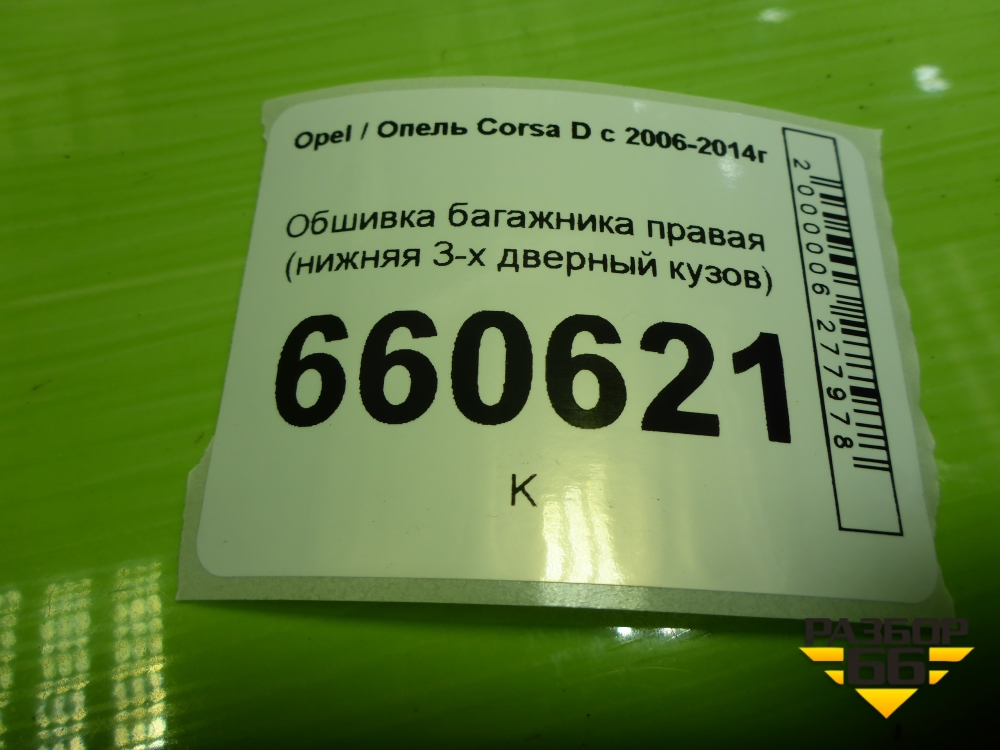 Opel / Опель Corsa D с 2006-2014г
Обшивка багажника правая
(нижняя 3-х дверный кузов)
660621
К
2000006277978
РАЗБОР
66